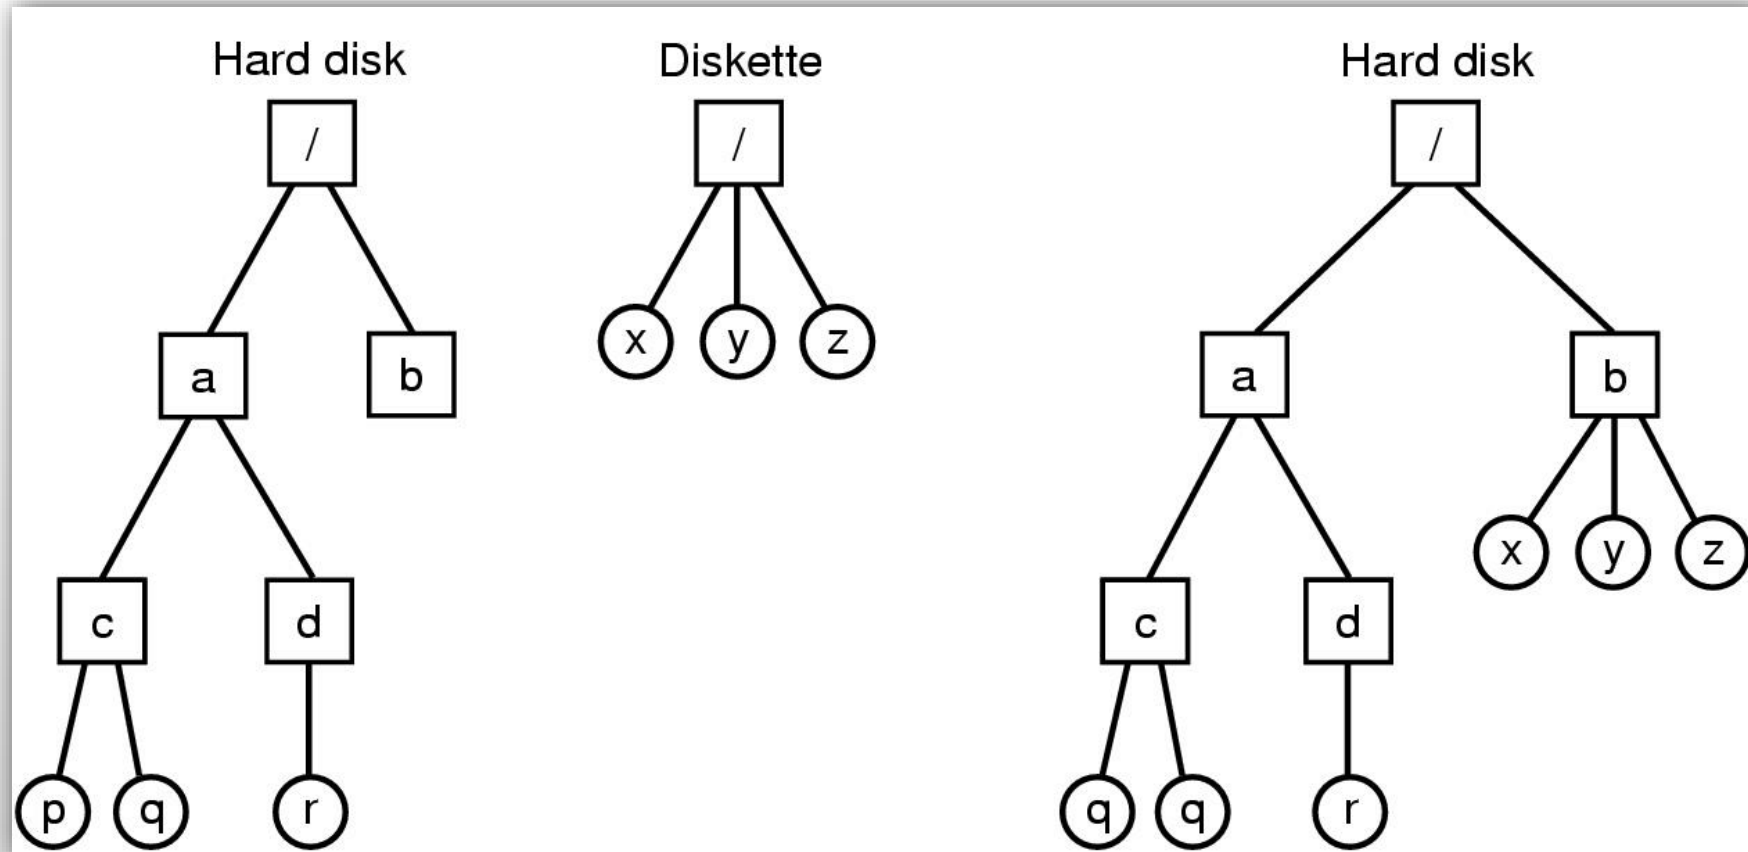 Hard disk Diskette Hard disk
/ / /
x y z
a b a b
x y z
c d c d
p q r q q r